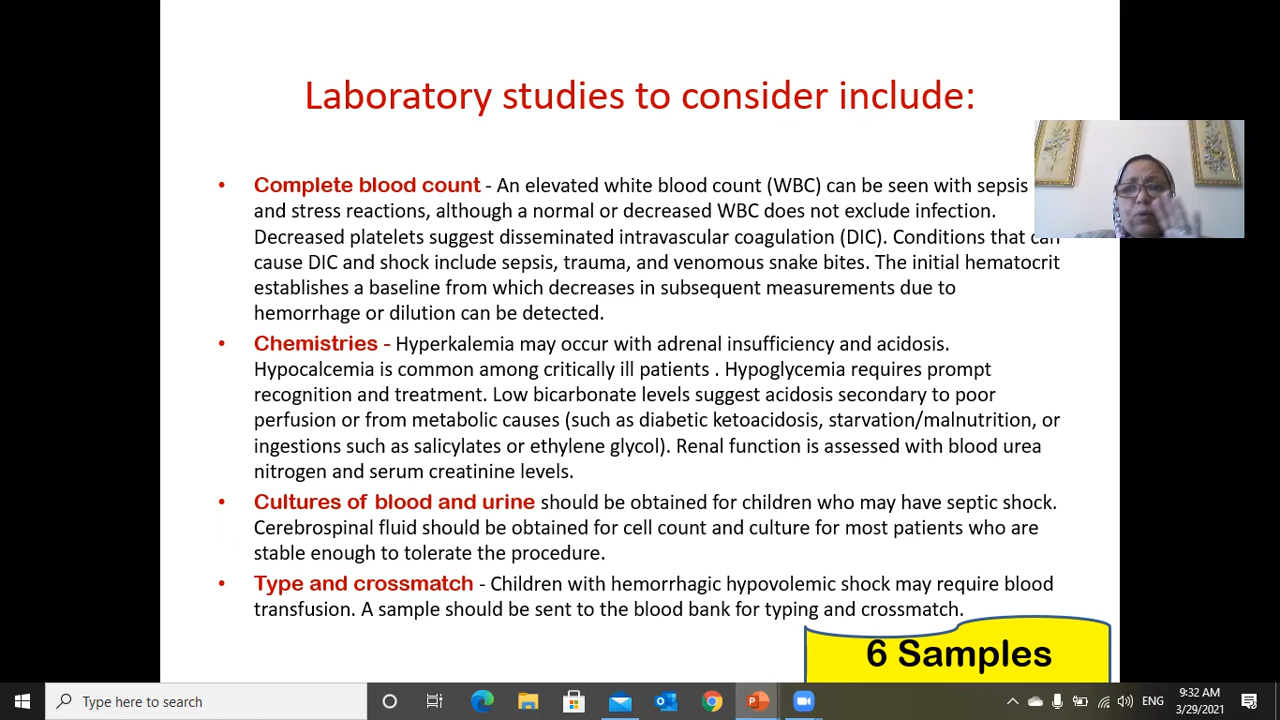 Laboratory studies to consider include:
• Complete blood count - An elevated white blood count (WBC) can be seen with sepsis
and stress reactions, although a normal or decreased WBC does not exclude infection.
Decreased platelets suggest disseminated intravascular coagulation (DIC). Conditions that can
cause DIC and shock include sepsis, trauma, and venomous snake bites. The initial hematocrit
establishes a baseline from which decreases in subsequent measurements due to
hemorrhage or dilution can be detected.
• Chemistries - Hyperkalemia may occur with adrenal insufficiency and acidosis.
Hypocalcemia is common among critically ill patients . Hypoglycemia requires prompt
recognition and treatment. Low bicarbonate levels suggest acidosis secondary to poor
perfusion or from metabolic causes (such as diabetic ketoacidosis, starvation/malnutrition, or
ingestions such as salicylates or ethylene glycol). Renal function is assessed with blood urea
nitrogen and serum creatinine levels.
• Cultures of blood and urine should be obtained for children who may have septic shock.
Cerebrospinal fluid should be obtained for cell count and culture for most patients who are
stable enough to tolerate the procedure.
• Type and crossmatch - Children with hemorrhagic hypovolemic shock may require blood
transfusion. A sample should be sent to the blood bank for typing and crossmatch.
6 Samples
Type here to search
ENG
9:32 AM
3/29/2021